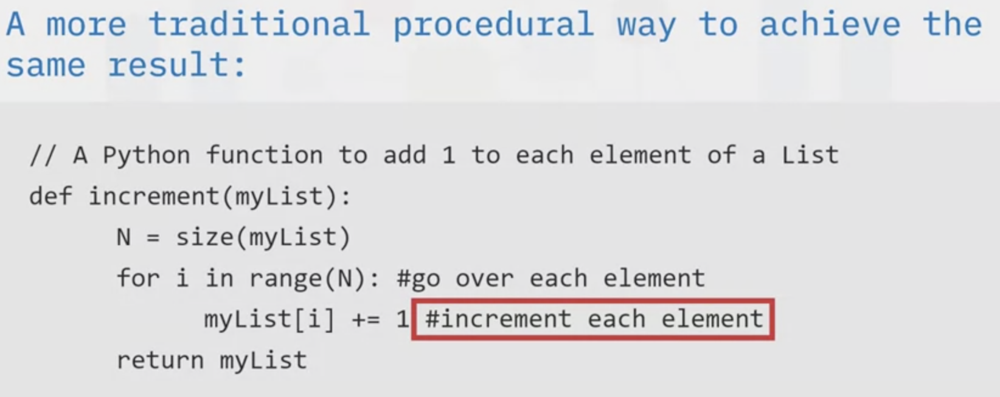 A more traditional procedural way to achieve the
same result:
// A Python function to add 1 to each element of a List
def increment(myList):
N = size(myList)
for i in range(N): #go over each element
myList[i] += 1 #increment each element
return myList